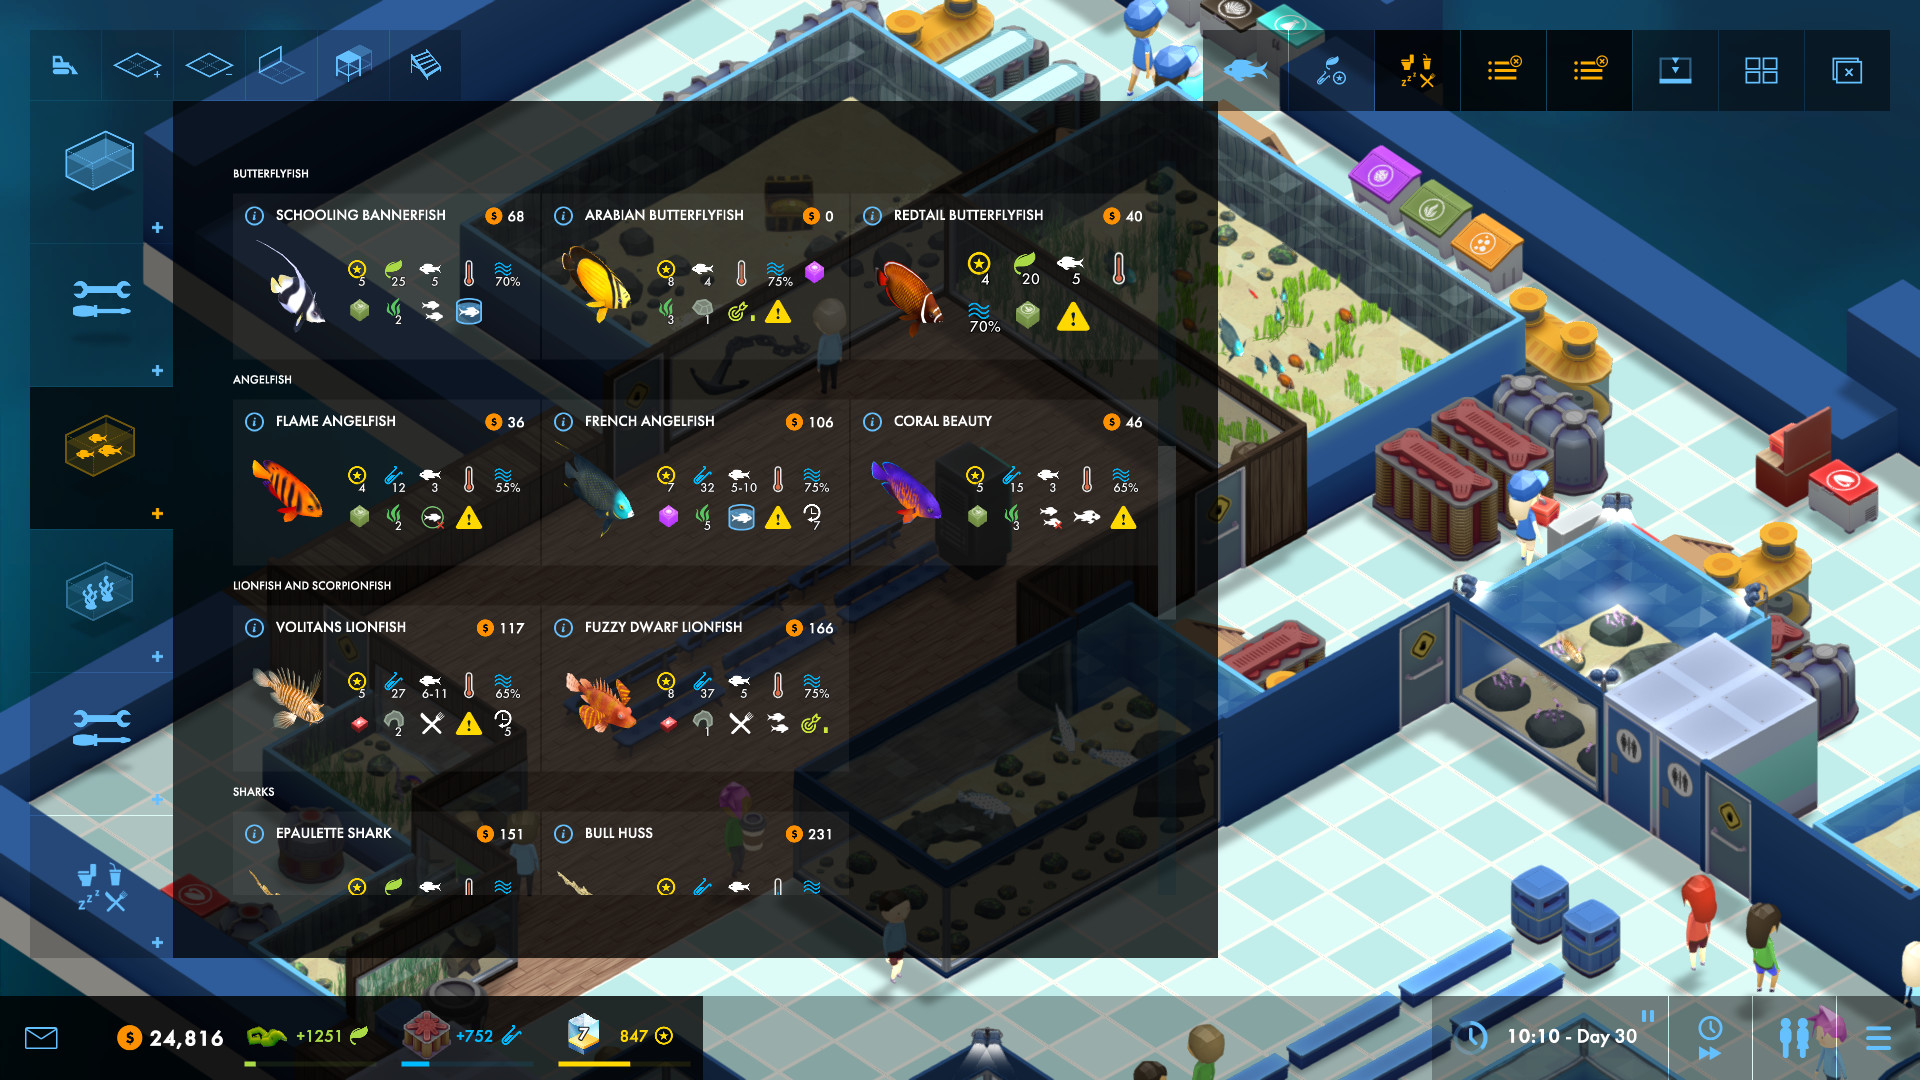 BUTTERFLYFISH
SCHOOLING BANNERFISH 68
5 25 5 70%
2
ARABIAN BUTTERFLYFISH 0
8 4 75%
3 1
REDTAIL BUTTERFLYFISH 40
4 20 5
70%
ANGELFISH
FLAME ANGELFISH 36
4 12 3 55%
2
FRENCH ANGELFISH 106
7 32 5-10 75%
5 7
CORAL BEAUTY 46
5 15 3 65%
3
LIONFISH AND SCORPIONFISH
VOLITANS LIONFISH 117
5 27 6-11 65%
2 5
FUZZY DWARF LIONFISH 166
8 37 5 75%
1
SHARKS
EPAULETTE SHARK 151
BULL HUSS 231
24,816
+1251
+752
7
847
10:10 - Day 30